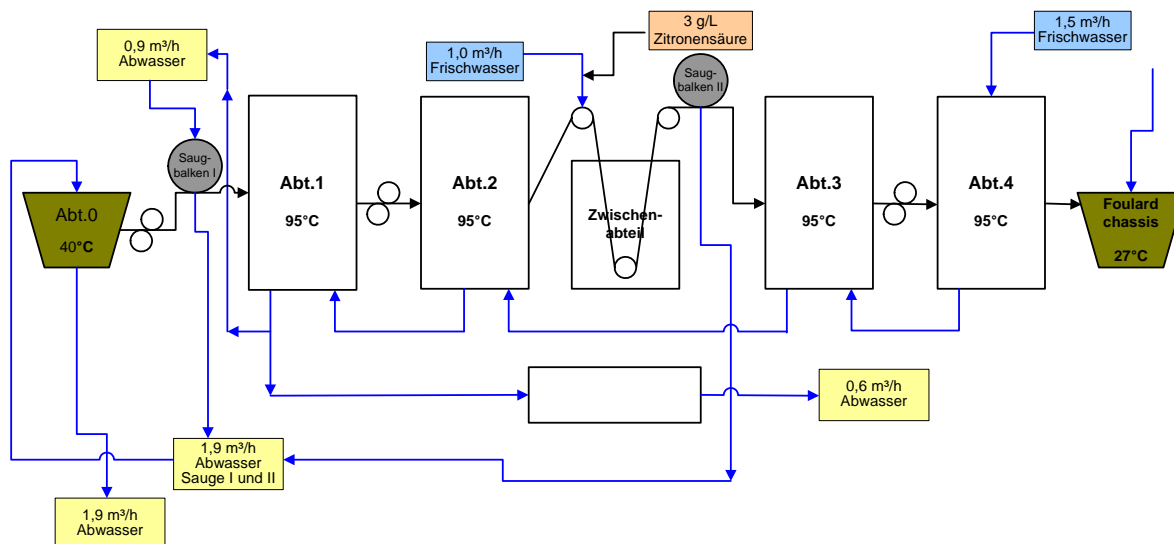 0,9 m³/h
Abwasser
1,0 m³/h
Frischwasser
3 g/L
Zitronensäure
1,5 m³/h
Frischwasser
Saug-
balken I
Saug-
balken II
Abt.0
40°C
Abt.1
95°C
Abt.2
95°C
Zwischen-
abteil
Abt.3
95°C
Abt.4
95°C
Foulard
chassis
27°C
0,6 m³/h
Abwasser
1,9 m³/h
Abwasser
Sauge I und II
1,9 m³/h
Abwasser